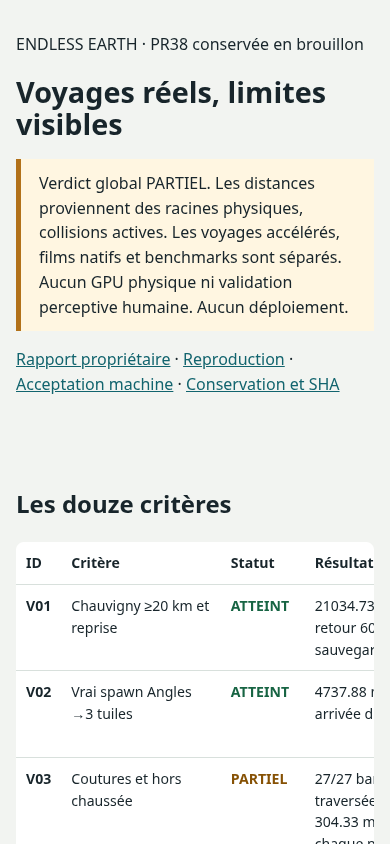 ENDLESS EARTH · PR38 conservée en brouillon
Voyages réels, limites
visibles
Verdict global PARTIEL. Les distances
proviennent des racines physiques,
collisions actives. Les voyages accélérés,
films natifs et benchmarks sont séparés.
Aucun GPU physique ni validation
perceptive humaine. Aucun déploiement.
Rapport propriétaire · Reproduction ·
Acceptation machine · Conservation et SHA
Les douze critères
ID Critère Statut Résultat
V01 Chauvigny ≥20 km et ATTEINT 21034.73
reprise retour 60
sauvegar
V02 Vrai spawn Angles ATTEINT 4737.88
→3 tuiles arrivée d
V03 Coutures et hors PARTIEL 27/27 ba
chaussée traversée
304.33 m